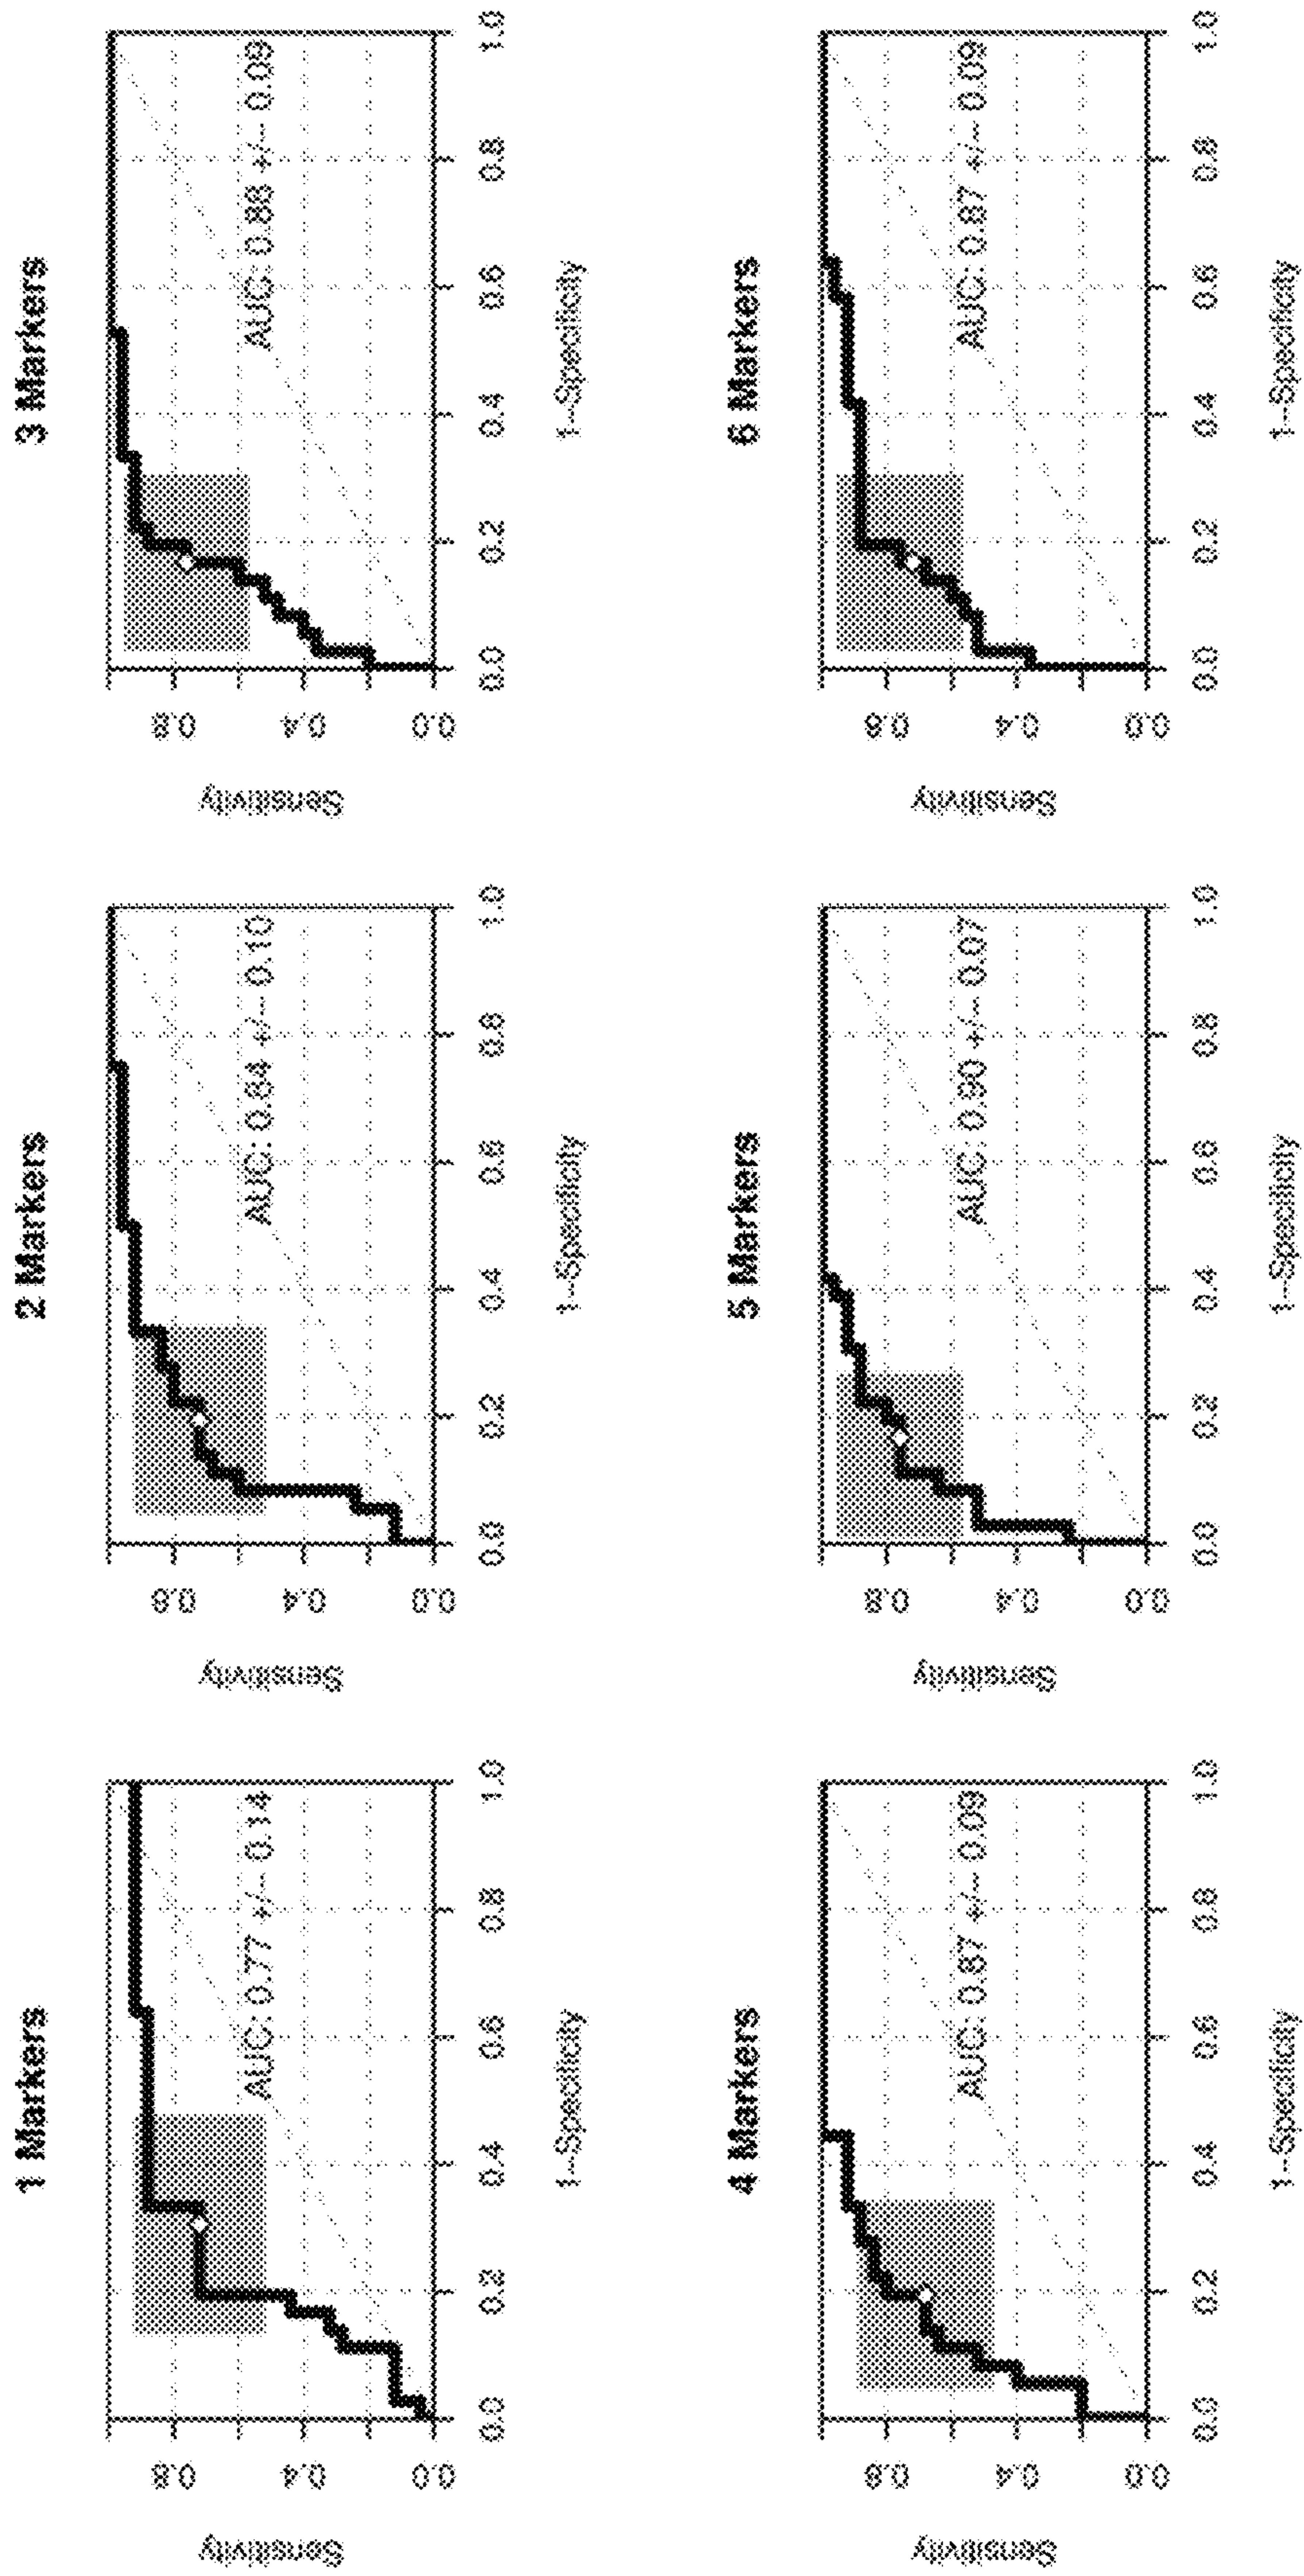 1 Markers
Sensitivity
0.8
0.4
0.0
AUC: 0.77 +/- 0.14
0.0 0.2 0.4 0.6 0.8 1.0
1-Specificity
2 Markers
Sensitivity
0.8
0.4
0.0
AUC: 0.84 +/- 0.10
0.0 0.2 0.4 0.6 0.8 1.0
1-Specificity
3 Markers
Sensitivity
0.8
0.4
0.0
AUC: 0.88 +/- 0.09
0.0 0.2 0.4 0.6 0.8 1.0
1-Specificity
4 Markers
Sensitivity
0.8
0.4
0.0
AUC: 0.87 +/- 0.09
0.0 0.2 0.4 0.6 0.8 1.0
1-Specificity
5 Markers
Sensitivity
0.8
0.4
0.0
AUC: 0.90 +/- 0.07
0.0 0.2 0.4 0.6 0.8 1.0
1-Specificity
6 Markers
Sensitivity
0.8
0.4
0.0
AUC: 0.87 +/- 0.09
0.0 0.2 0.4 0.6 0.8 1.0
1-Specificity